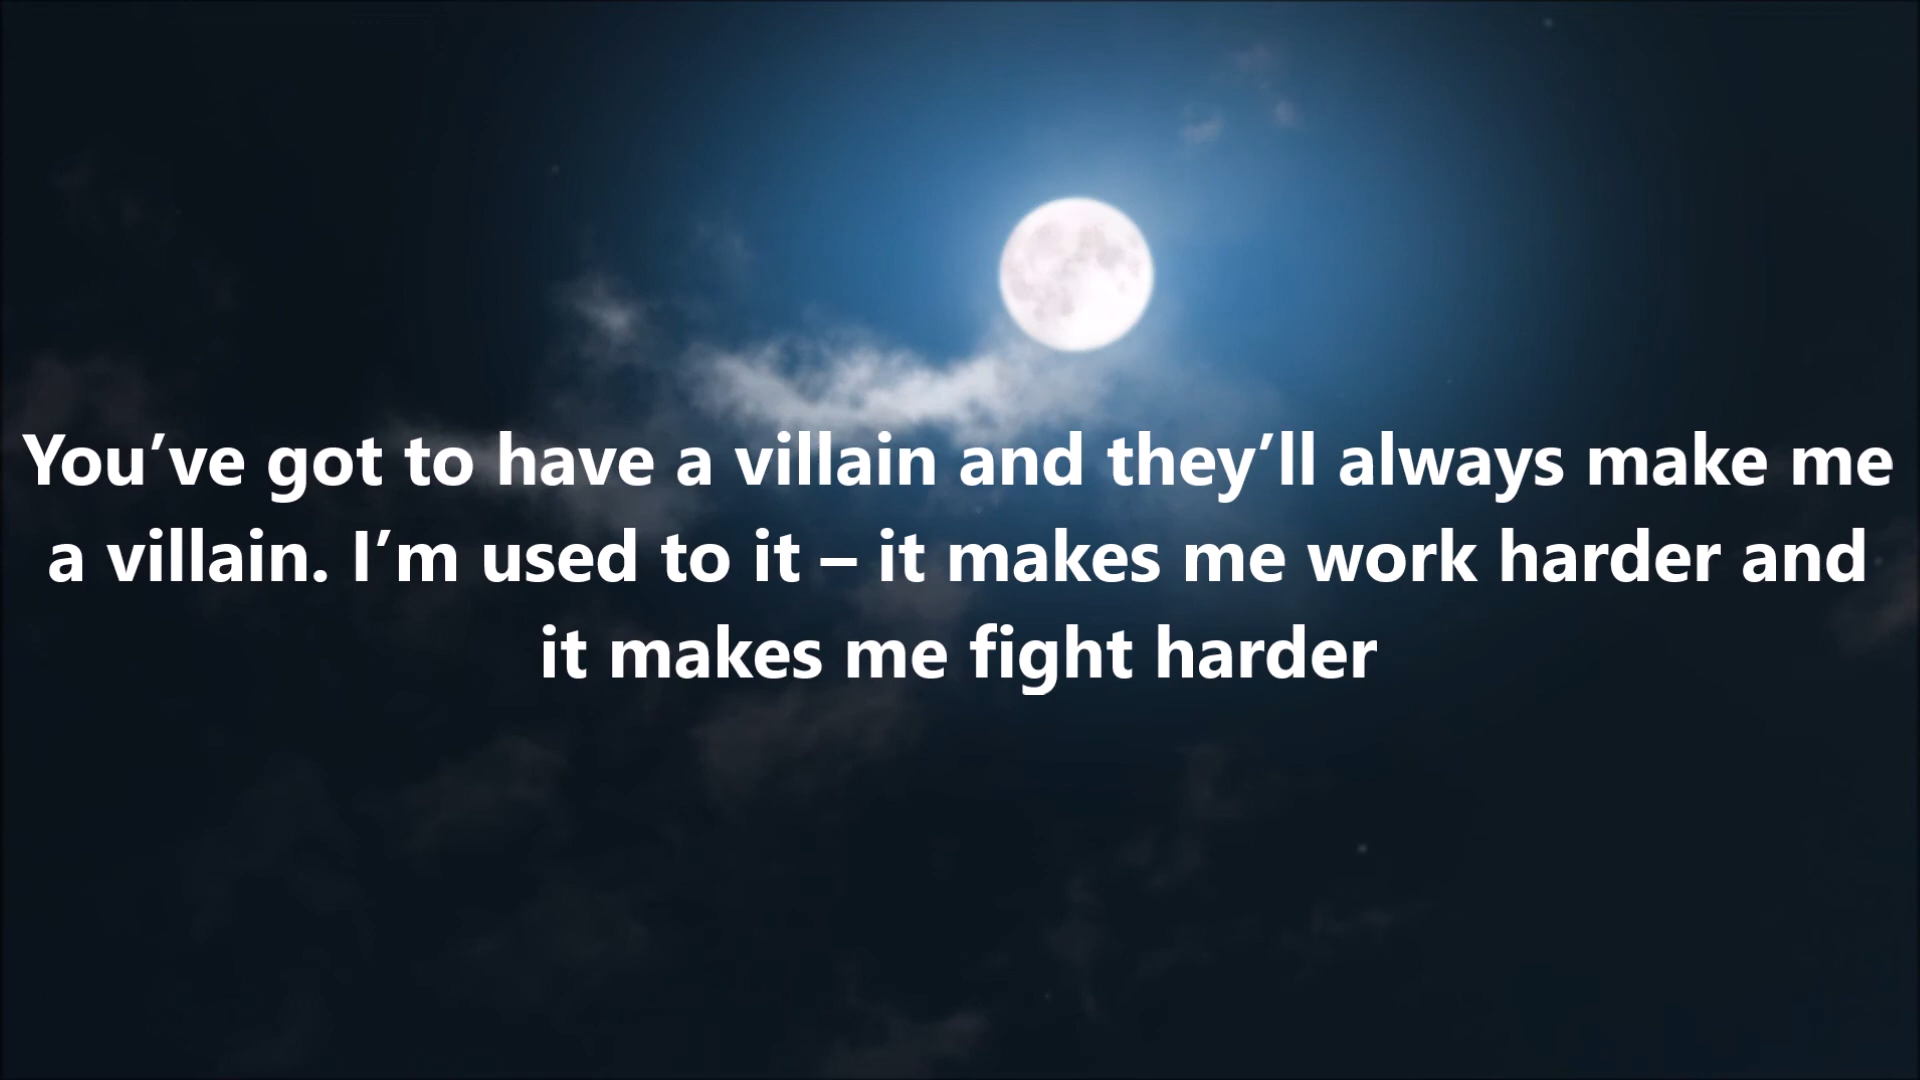 You’ve got to have a villain and they’ll always make me
a villain. I’m used to it – it makes me work harder and
it makes me fight harder